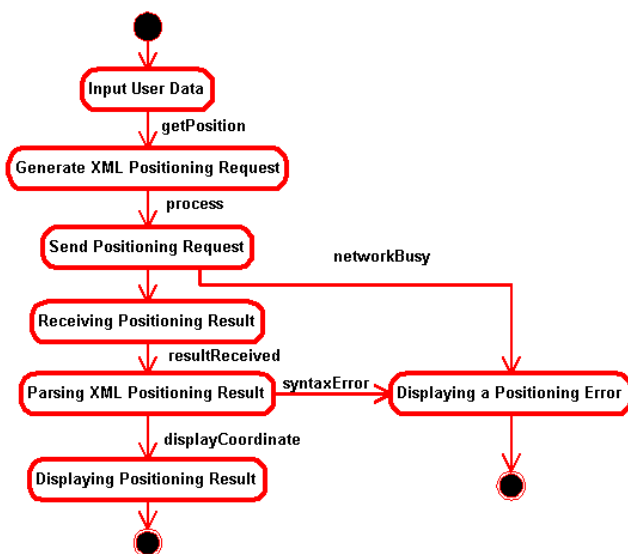 Input User Data
getPosition
Generate XML Positioning Request
process
Send Positioning Request
networkBusy
Receiving Positioning Result
resultReceived
Parsing XML Positioning Result
syntaxError
Displaying a Positioning Error
displayCoordinate
Displaying Positioning Result